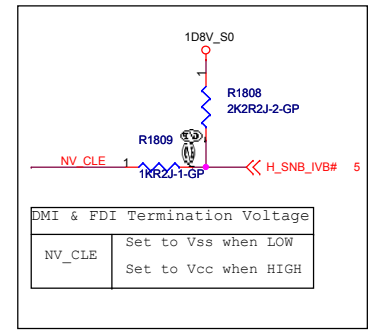 1D8V_S0
1
R1808
2K2R2J-2-GP
R1809
NV_CLE 1
1KR2J-1-GP
H_SNB_IVB# 5
DMI & FDI Termination Voltage
NV_CLE
Set to Vss when LOW
Set to Vcc when HIGH